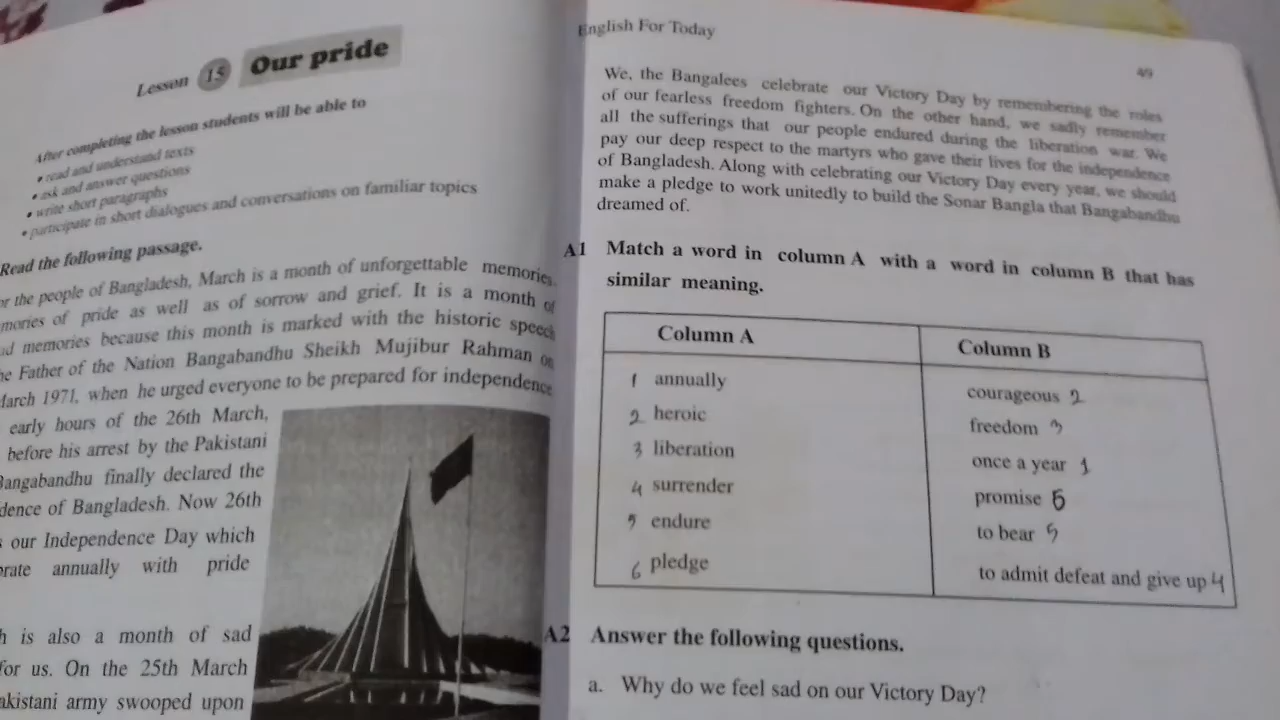 Lesson 15 Our pride
After completing the lesson students will be able to
• read and understand texts
• ask and answer questions
• write short paragraphs
• participate in short dialogues and conversations on familiar topics
Read the following passage.
the people of Bangladesh, March is a month of unforgettable memories.
of pride as well as of sorrow and grief. It is a month of
memories because this month is marked with the historic speech
Father of the Nation Bangabandhu Sheikh Mujibur Rahman on
March 1971, when he urged everyone to be prepared for independence
early hours of the 26th March,
before his arrest by the Pakistani
Bangabandhu finally declared the
of Bangladesh. Now 26th
our Independence Day which
annually with pride
is also a month of sad
for us. On the 25th March
army swooped upon
English For Today
49
We, the Bangalees celebrate our Victory Day by remembering the roles
of our fearless freedom fighters. On the other hand, we sadly remember
all the sufferings that our people endured during the liberation war. We
pay our deep respect to the martyrs who gave their lives for the independence
of Bangladesh. Along with celebrating our Victory Day every year, we should
make a pledge to work unitedly to build the Sonar Bangla that Bangabandhu
dreamed of.
A1 Match a word in column A with a word in column B that has
similar meaning.
Column A Column B
1 annually courageous 2
2 heroic freedom 3
3 liberation once a year 1
4 surrender promise 6
5 endure to bear 5
6 pledge to admit defeat and give up 4
A2 Answer the following questions.
a. Why do we feel sad on our Victory Day?